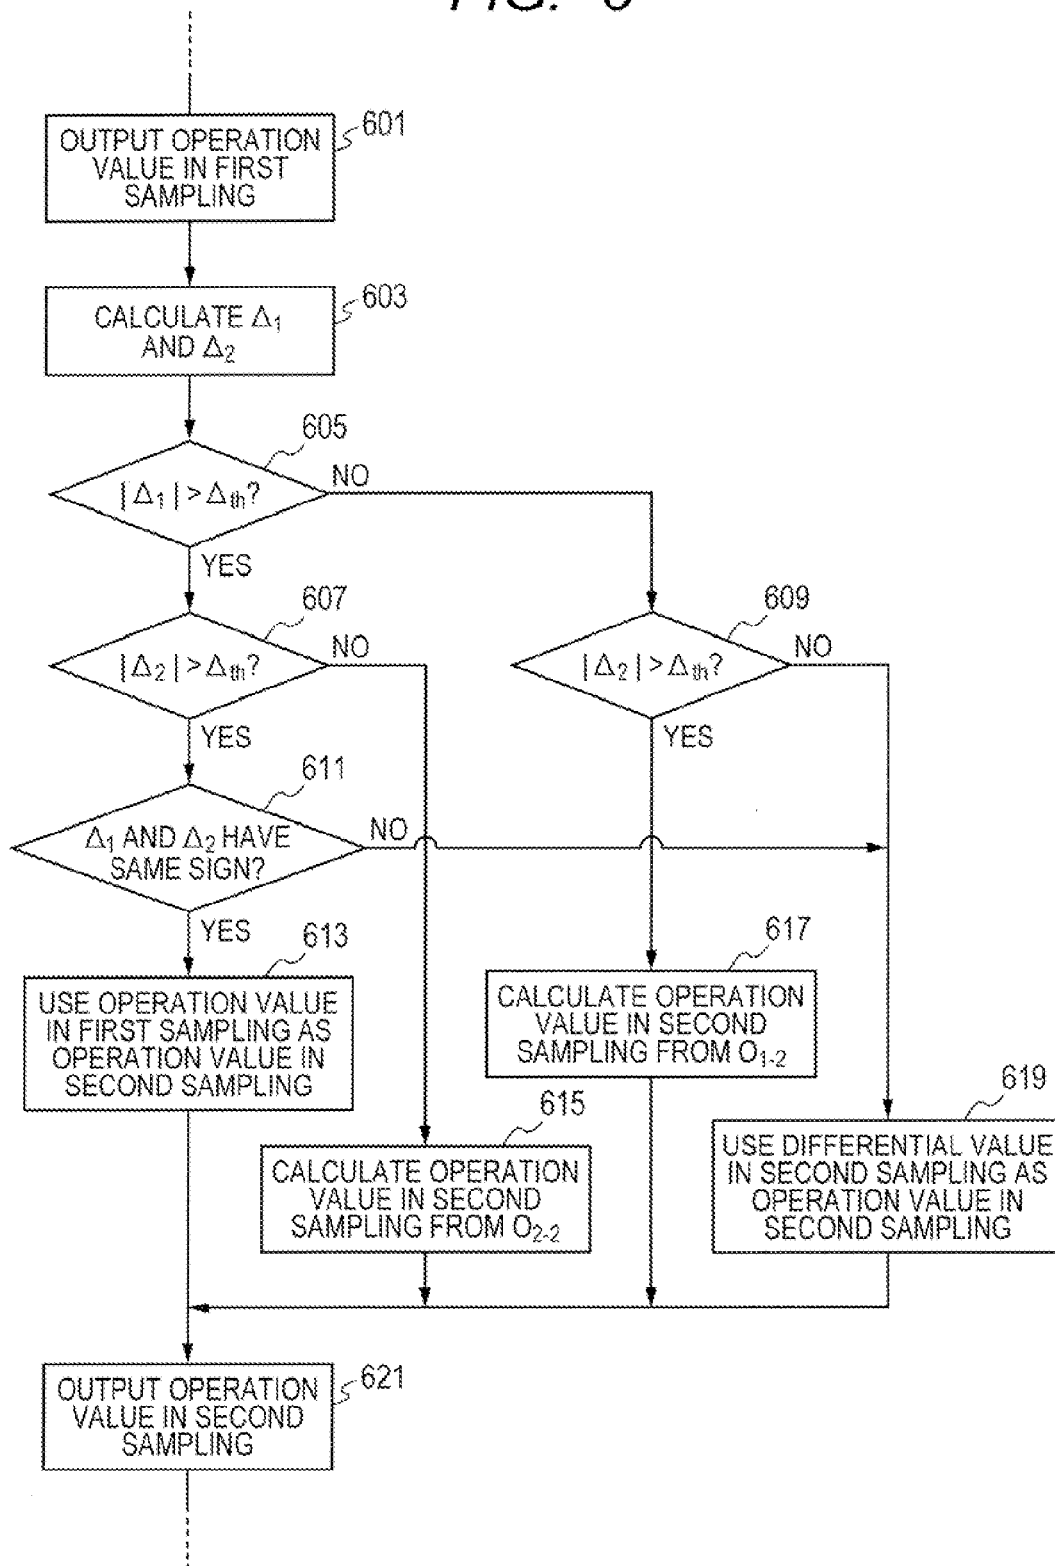 FIG. 6
OUTPUT OPERATION
VALUE IN FIRST
SAMPLING
601
CALCULATE Δ1
AND Δ2
603
605
|Δ1| > Δth?
NO
YES
607
|Δ2| > Δth?
NO
YES
609
|Δ2| > Δth?
NO
YES
611
Δ1 AND Δ2 HAVE
SAME SIGN?
NO
YES
613
USE OPERATION VALUE
IN FIRST SAMPLING AS
OPERATION VALUE IN
SECOND SAMPLING
617
CALCULATE OPERATION
VALUE IN SECOND
SAMPLING FROM O1-2
615
CALCULATE OPERATION
VALUE IN SECOND
SAMPLING FROM O2-2
619
USE DIFFERENTIAL VALUE
IN SECOND SAMPLING AS
OPERATION VALUE IN
SECOND SAMPLING
OUTPUT OPERATION
VALUE IN SECOND
SAMPLING
621